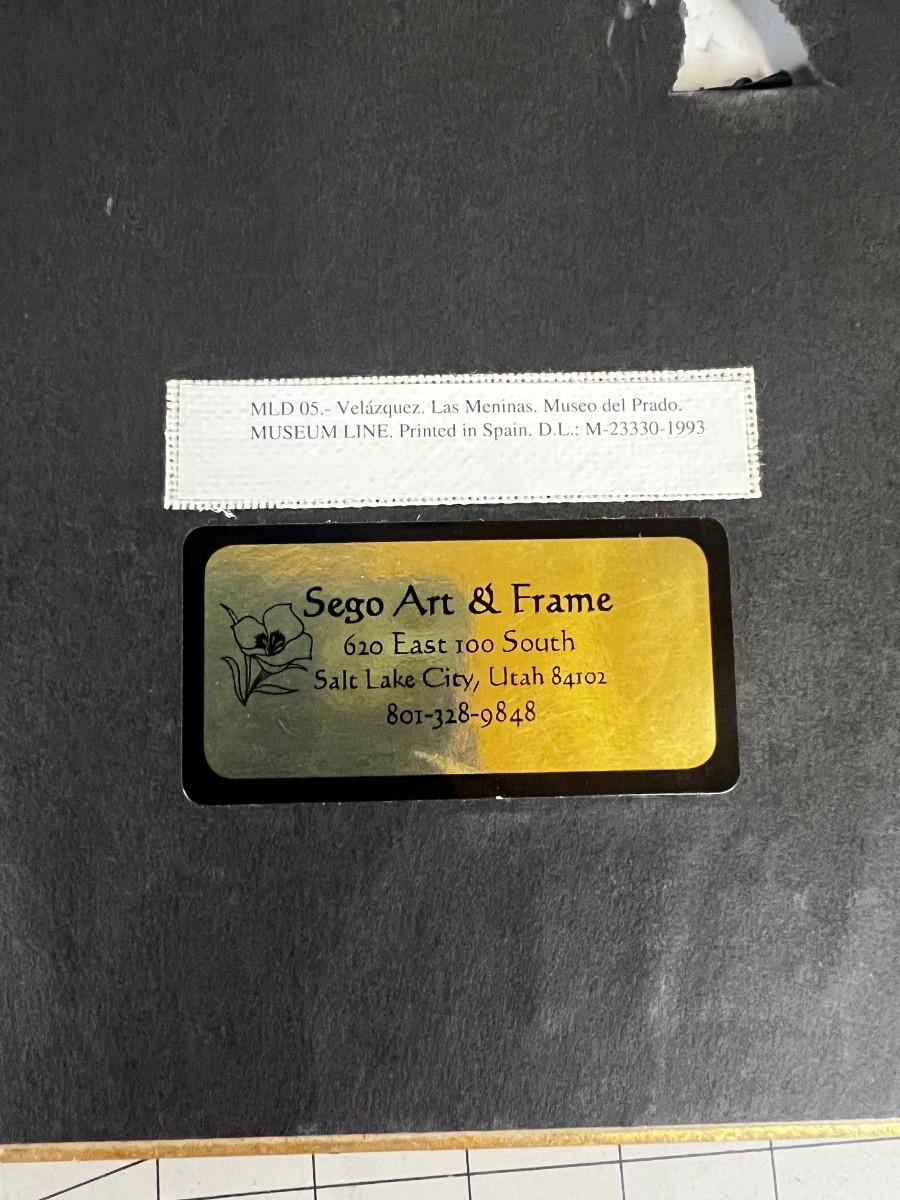 MLD 05.- Velázquez. Las Meninas. Museo del Prado.
MUSEUM LINE. Printed in Spain. D.L.: M-23330-1993
Sego Art & Frame
620 East 100 South
Salt Lake City, Utah 84102
801-328-9848